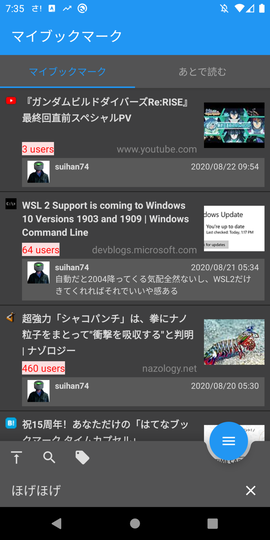 7:35 さ!
マイブックマーク
マイブックマーク あとで読む
『ガンダムビルドダイバーズRe:RISE』
最終回直前スペシャルPV
3 users www.youtube.com
suihan74 2020/08/22 09:54
WSL 2 Support is coming to Windows
10 Versions 1903 and 1909 | Windows
Command Line
64 users devblogs.microsoft.com
dows Update
You're up to date
Last checked: Today, 1:17 PM
for updates
suihan74 2020/08/21 05:34
自動だと2004降ってくる気配全然ないし、WSL2だけ
きてくれればそれでいいや感ある
超強力「シャコパンチ」は、拳にナノ
粒子をまとって"衝撃を吸収する"と判明
| ナゾロジー
460 users nazology.net
suihan74 2020/08/20 05:30
B!
祝15周年！あなただけの「はてなブッ
クマーク タイムカプセル」
ほげほげ